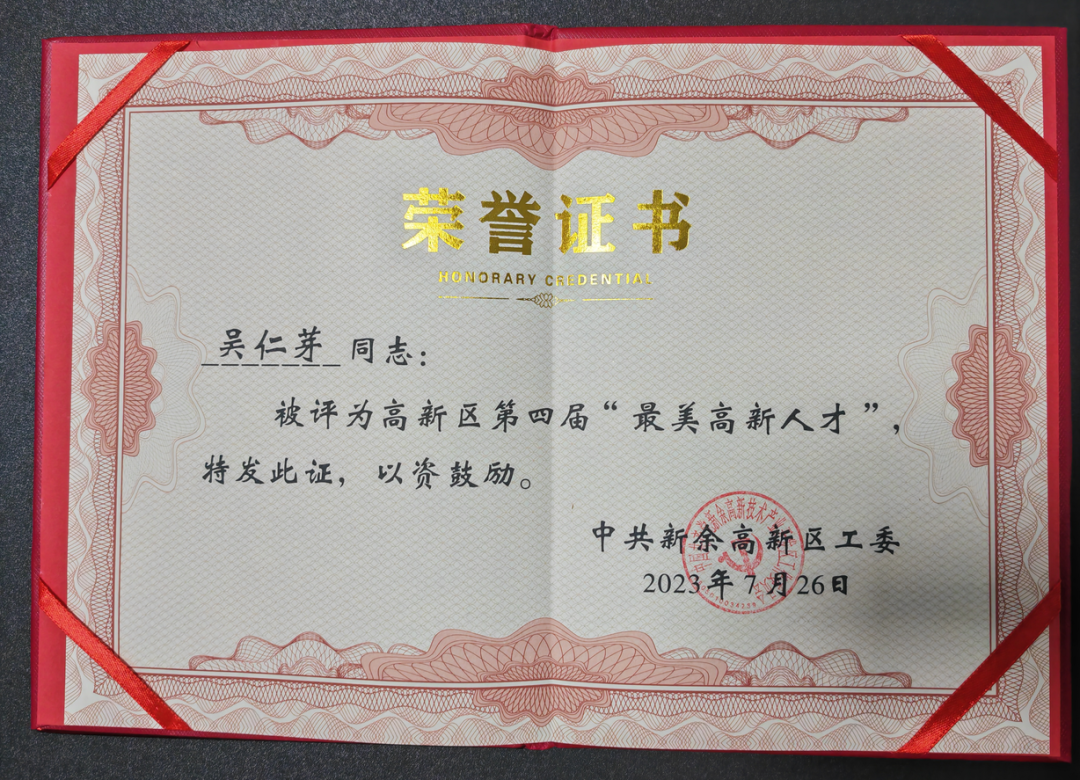 荣誉证书
HONORARY CREDENTIAL
吴仁芽 同志：
被评为高新区第四届“最美高新人才”，
特发此证，以资鼓励。
中共新余高新区工委
2023年7月26日